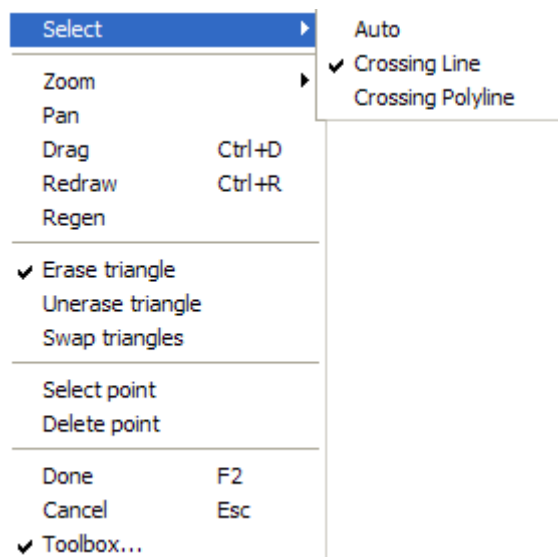 Select
Auto
Crossing Line
Crossing Polyline
Zoom
Pan
Drag Ctrl+D
Redraw Ctrl+R
Regen
Erase triangle
Unerase triangle
Swap triangles
Select point
Delete point
Done F2
Cancel Esc
Toolbox...